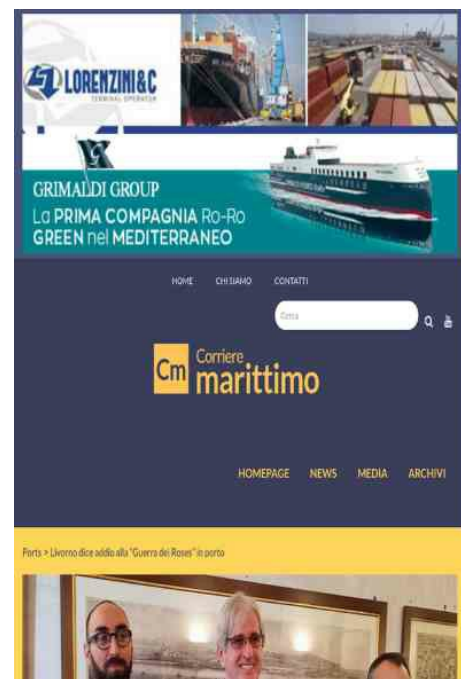 LORENZINI&C
TERMINAL OPERATOR
GRIMALDI GROUP
La PRIMA COMPAGNIA Ro-Ro
GREEN nel MEDITERRANEO
HOME CHI SIAMO CONTATTI
Cerca
Cm Corriere
marittimo
HOMEPAGE NEWS MEDIA ARCHIVI
Ports > Livorno dice addio alla "Guerra dei Roses" in porto